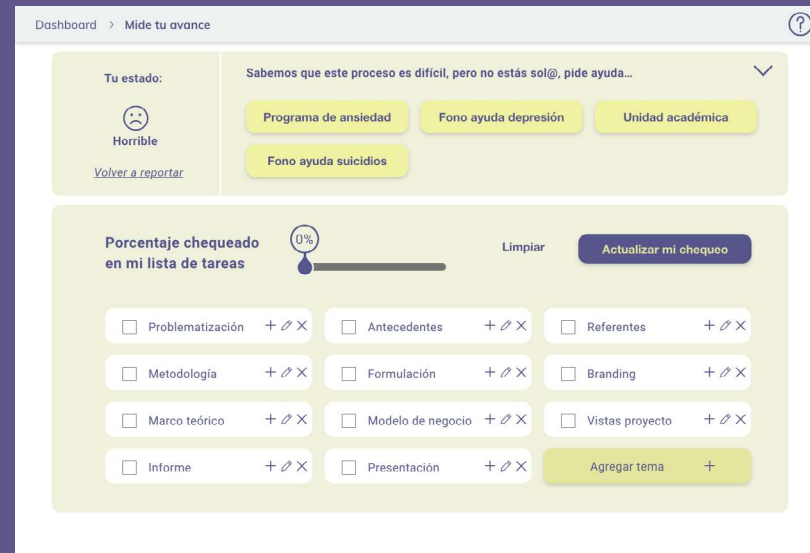 Dashboard > Mide tu avance
?
Tu estado:
Horrible
Volver a reportar
Sabemos que este proceso es difícil, pero no estás sol@, pide ayuda...
Programa de ansiedad
Fono ayuda depresión
Unidad académica
Fono ayuda suicidios
Porcentaje chequeado
en mi lista de tareas
0%
Limpiar
Actualizar mi chequeo
Problematización
Antecedentes
Referentes
Metodología
Formulación
Branding
Marco teórico
Modelo de negocio
Vistas proyecto
Informe
Presentación
Agregar tema +